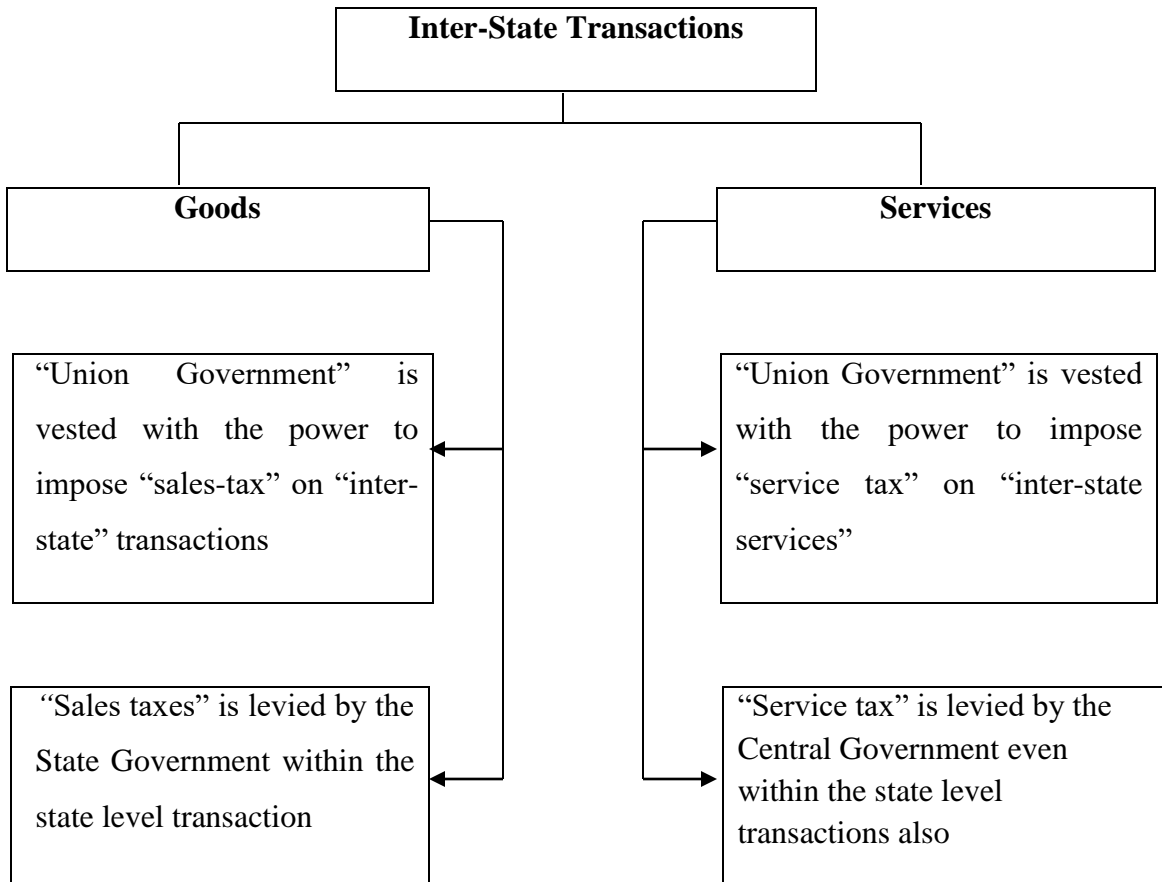 Inter-State Transactions
Goods
Services
“Union Government” is
vested with the power to
impose “sales-tax” on “inter-
state” transactions
“Union Government” is vested
with the power to impose
“service tax” on “inter-state
services”
“Sales taxes” is levied by the
State Government within the
state level transaction
“Service tax” is levied by the
Central Government even
within the state level
transactions also